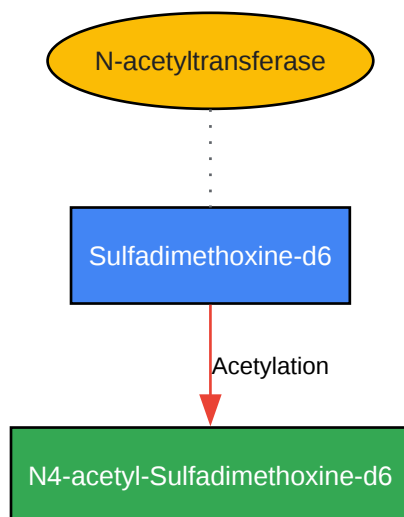 N-acetyltransferase
Sulfadimethoxine-d6
Acetylation
N4-acetyl-Sulfadimethoxine-d6